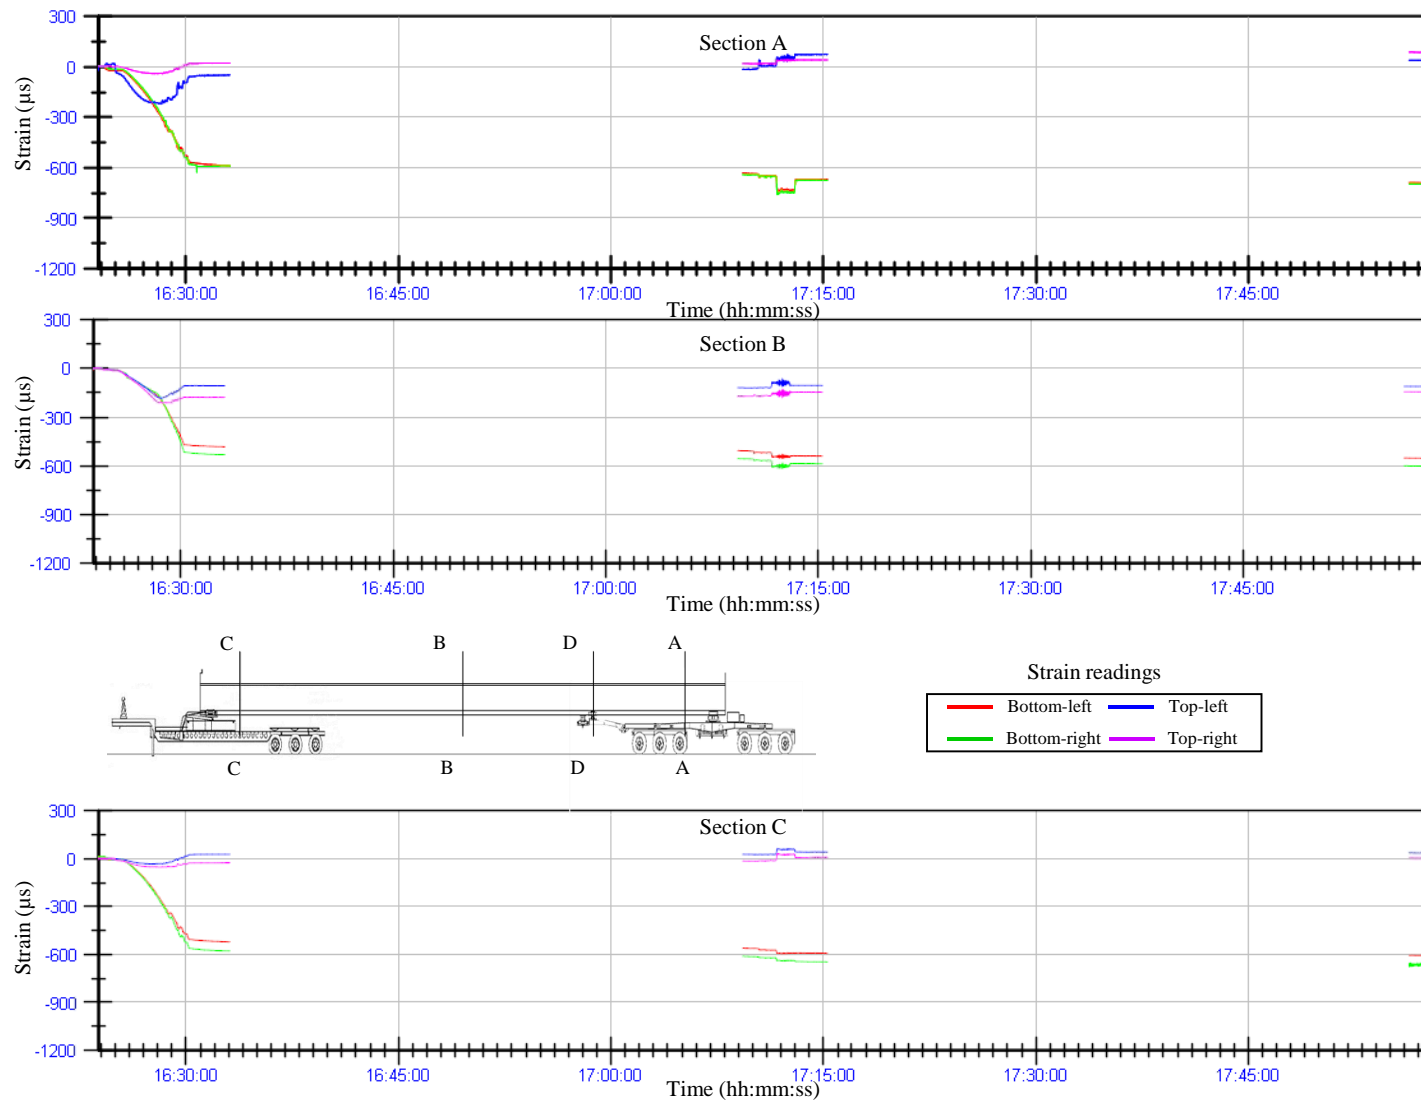 300
Section A
0
-300
-600
-900
-1200
Strain (µs)
16:30:00 16:45:00 17:00:00 17:15:00 17:30:00 17:45:00
Time (hh:mm:ss)
300
Section B
0
-300
-600
-900
-1200
Strain (µs)
16:30:00 16:45:00 17:00:00 17:15:00 17:30:00 17:45:00
Time (hh:mm:ss)
C B D A
C B D A
Strain readings
Bottom-left Top-left
Bottom-right Top-right
300
Section C
0
-300
-600
-900
-1200
Strain (µs)
16:30:00 16:45:00 17:00:00 17:15:00 17:30:00 17:45:00
Time (hh:mm:ss)